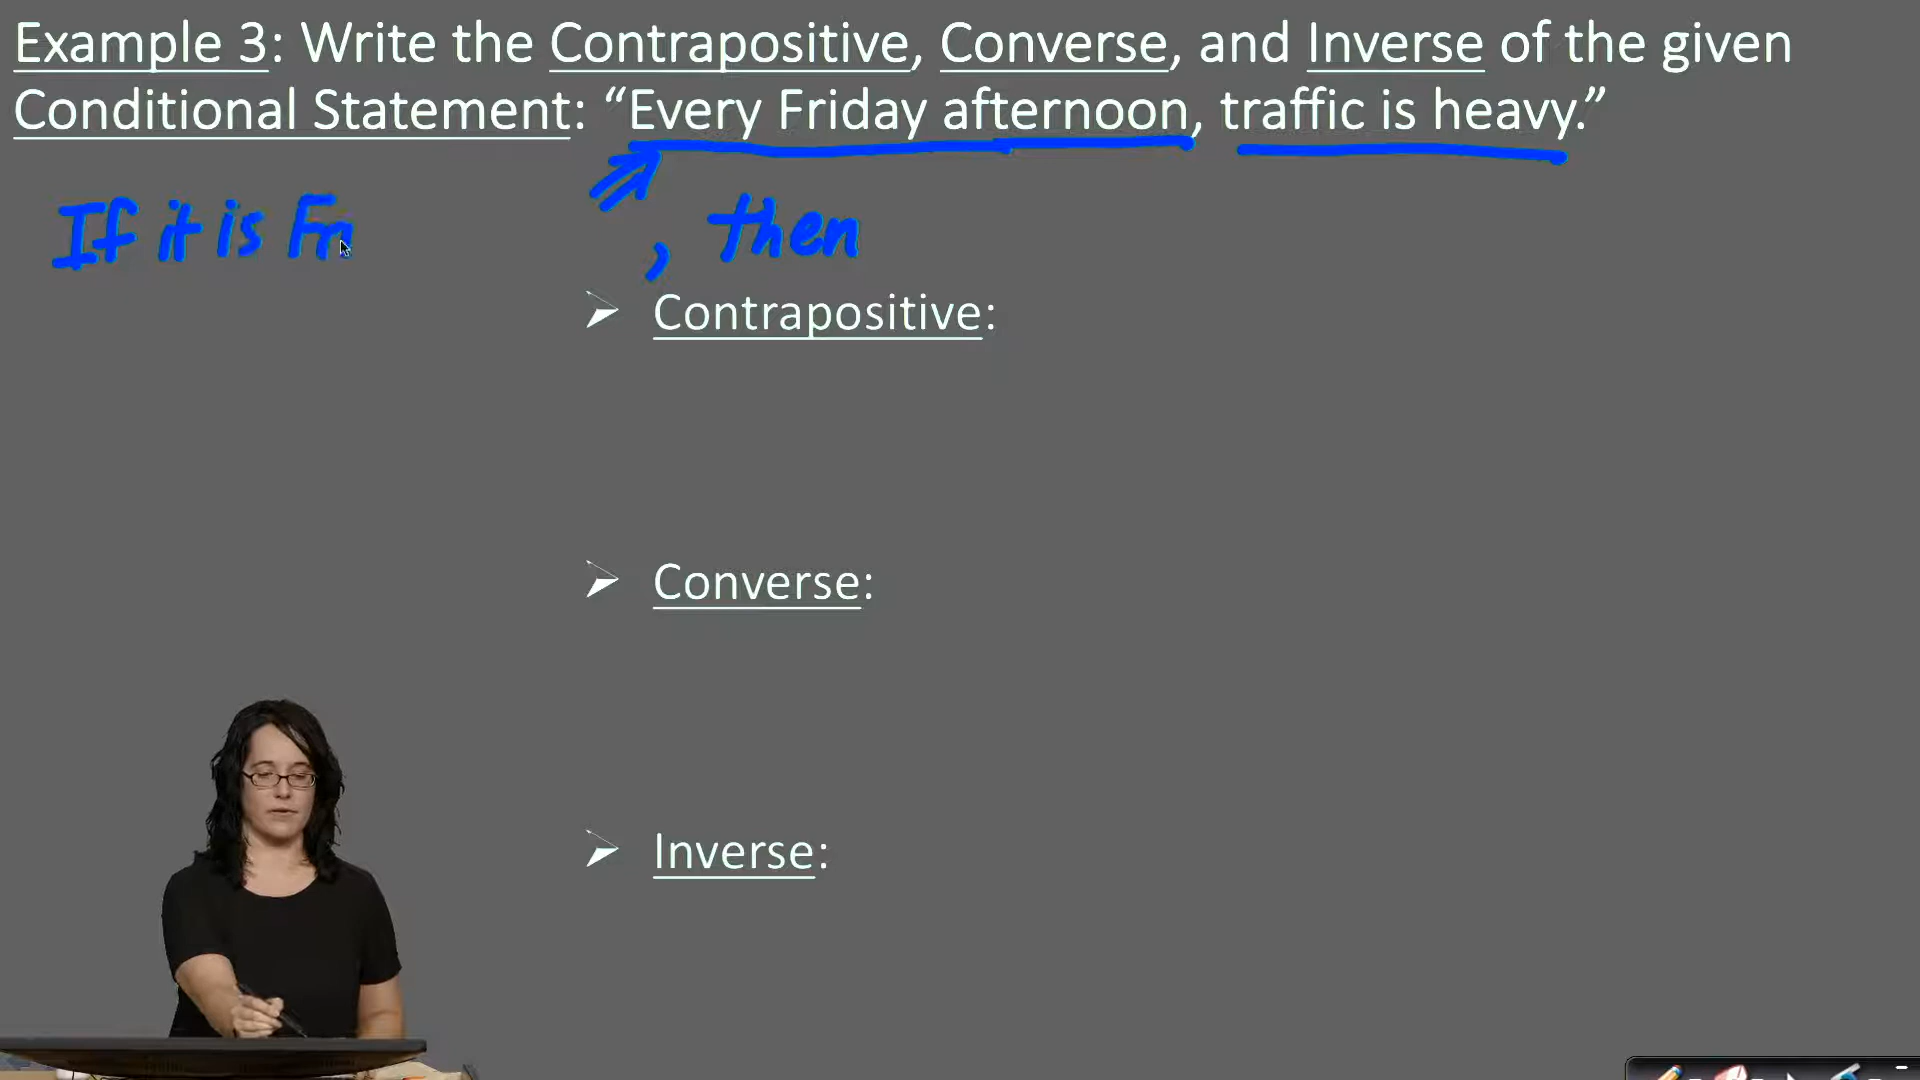 Example 3: Write the Contrapositive, Converse, and Inverse of the given
Conditional Statement: “Every Friday afternoon, traffic is heavy.”
If it is Fri , then
➢ Contrapositive:
➢ Converse:
➢ Inverse: